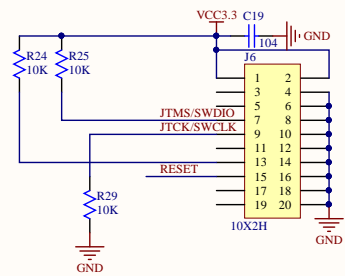 VCC3.3
C19
GND
104
R24
10K
R25
10K
J6
1 2
3 4
5 6
JTMS/SWDIO
7 8
JTCK/SWCLK
9 10
11 12
13 14
RESET
15 16
17 18
19 20
R29
10K
10X2H
GND
GND